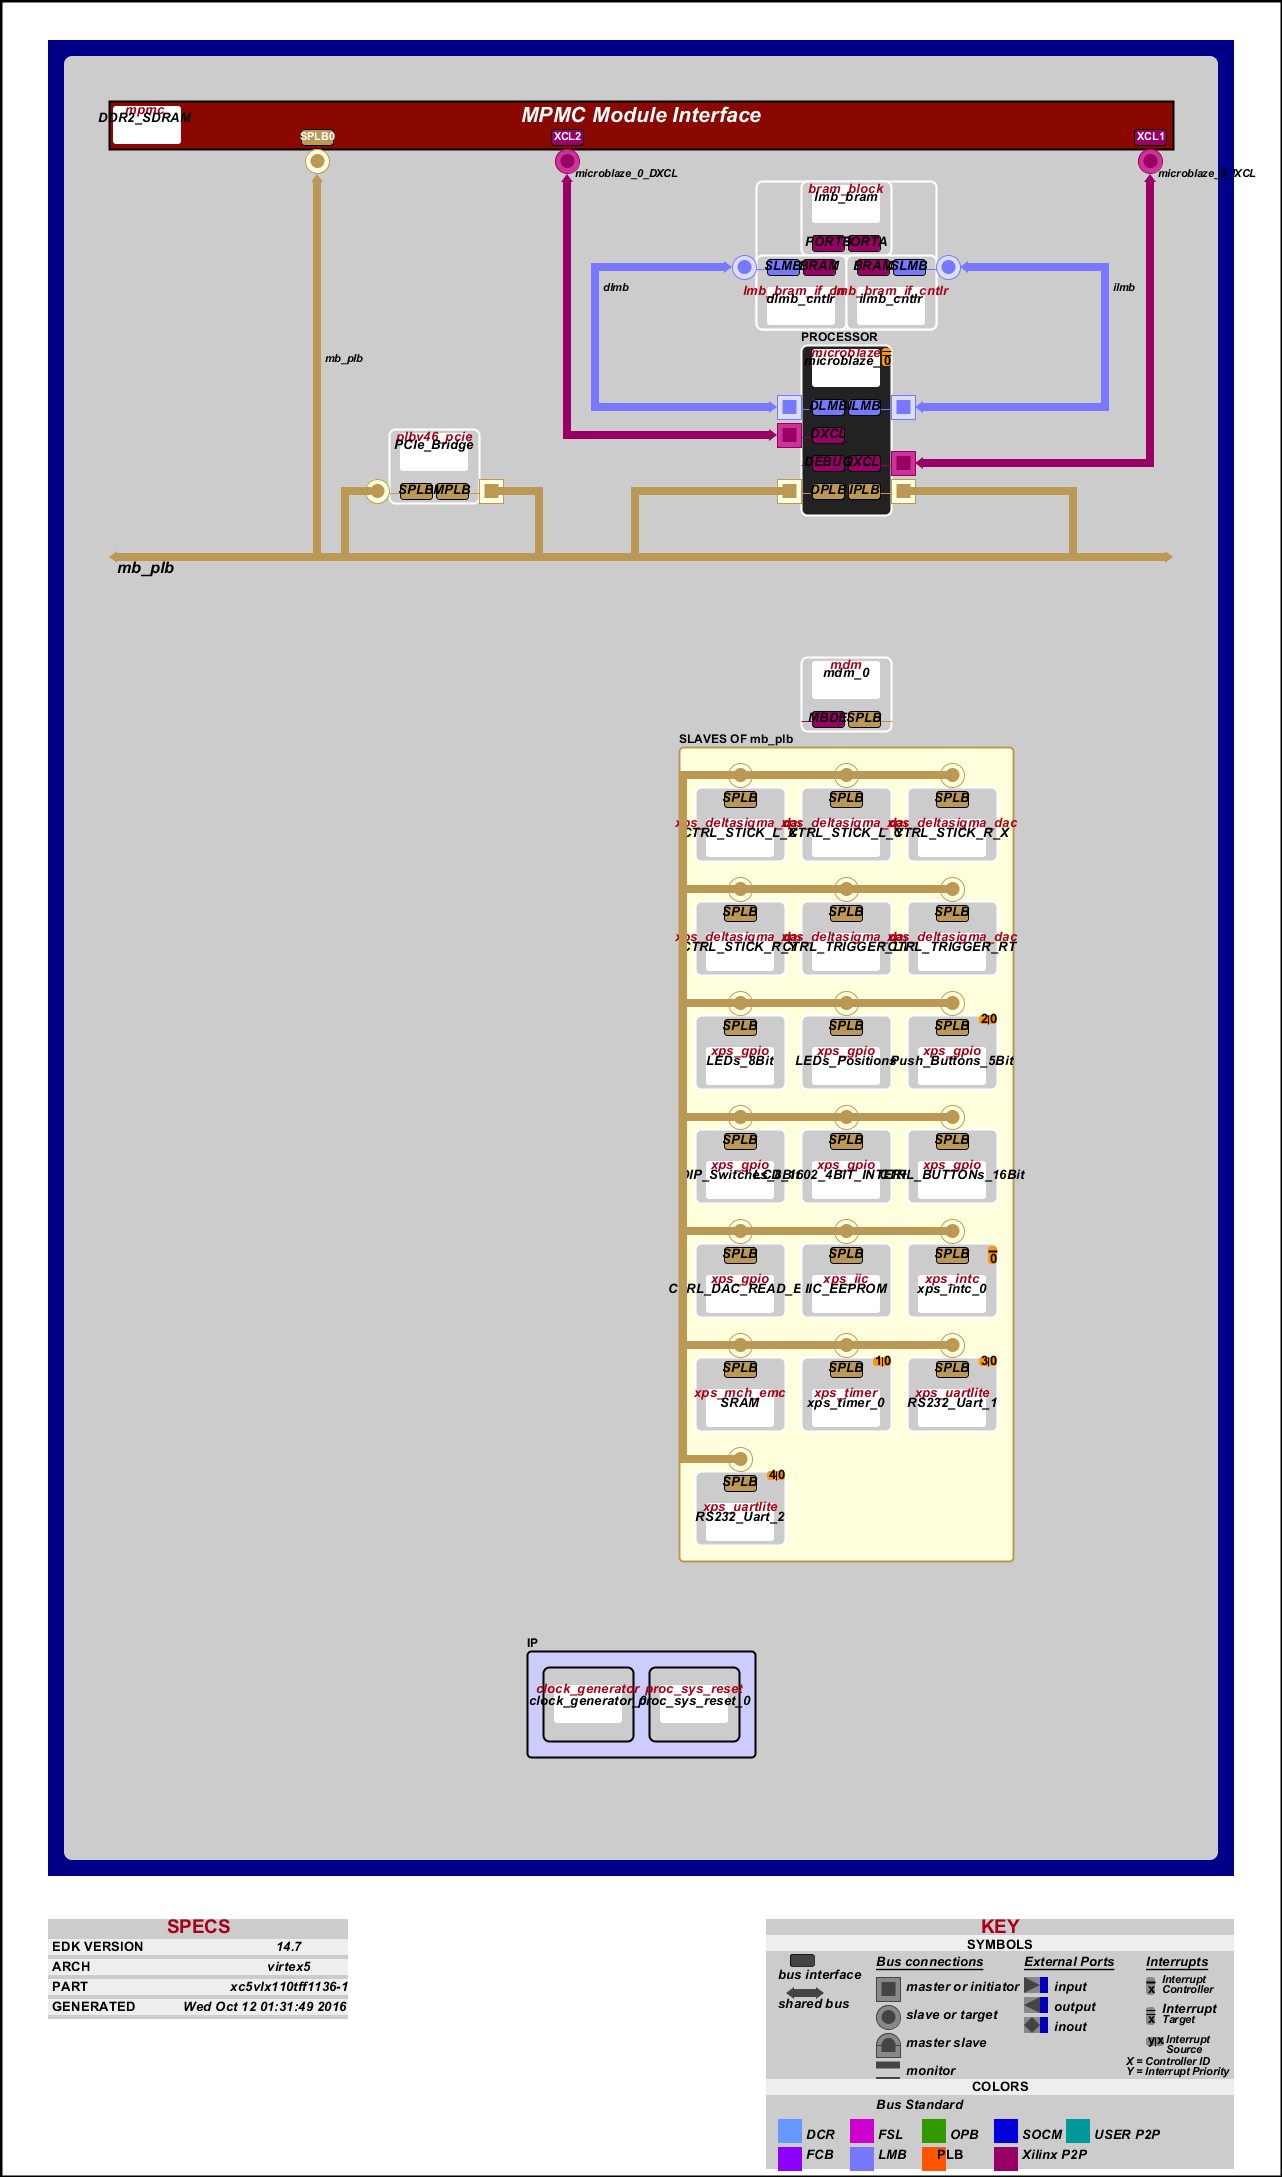 MPMC Module Interface
mpmc
DDR2_SDRAM
SPLB0
XCL2
XCL1
microblaze_0_DXCL
microblaze_0_IXCL
bram_block
lmb_bram
PORTB PORTA
SLMB BRAM BRAM SLMB
dlmb
ilmb
lmb_bram_if_cntlr lmb_bram_if_cntlr
dlmb_cntlr ilmb_cntlr
PROCESSOR
microblaze
microblaze_0
mb_plb
DLMB ILMB
DXCL
DEBUG IXCL
DPLB IPLB
plbv46_pcie
PCIe_Bridge
SPLB MPLB
mb_plb
mdm
mdm_0
SPLB
SLAVES OF mb_plb
SPLB SPLB SPLB
xps_deltasigma_dac xps_deltasigma_dac xps_deltasigma_dac
CTRL_STICK_L_X CTRL_STICK_L_Y CTRL_STICK_R_X
SPLB SPLB SPLB
xps_deltasigma_dac xps_deltasigma_dac xps_deltasigma_dac
CTRL_STICK_R_Y CTRL_TRIGGER_LT CTRL_TRIGGER_RT
SPLB SPLB SPLB 2|0
xps_gpio xps_gpio xps_gpio
LEDs_8Bit LEDs_Positions Push_Buttons_5Bit
SPLB SPLB SPLB
xps_gpio xps_gpio xps_gpio
DIP_Switches_8Bit CTRL_BUTTONs_16Bit
SPLB SPLB SPLB 0
xps_gpio xps_iic xps_intc
IIC_EEPROM xps_intc_0
SPLB SPLB 1|0 SPLB 3|0
xps_mch_emc xps_timer xps_uartlite
SRAM xps_timer_0 RS232_Uart_1
SPLB 4|0
xps_uartlite
RS232_Uart_2
IP
clock_generator proc_sys_reset
clock_generator_0 proc_sys_reset_0
SPECS
EDK VERSION 14.7
ARCH virtex5
PART xc5vlx110tff1136-1
GENERATED Wed Oct 12 01:31:49 2016
KEY
SYMBOLS
bus interface
shared bus
Bus connections
master or initiator
slave or target
master slave
monitor
External Ports
input
output
inout
Interrupts
x Interrupt
Controller
x Interrupt
Target
y|x Interrupt
Source
X = Controller ID
Y = Interrupt Priority
COLORS
Bus Standard
DCR FSL OPB SOCM USER P2P
FCB LMB PLB Xilinx P2P